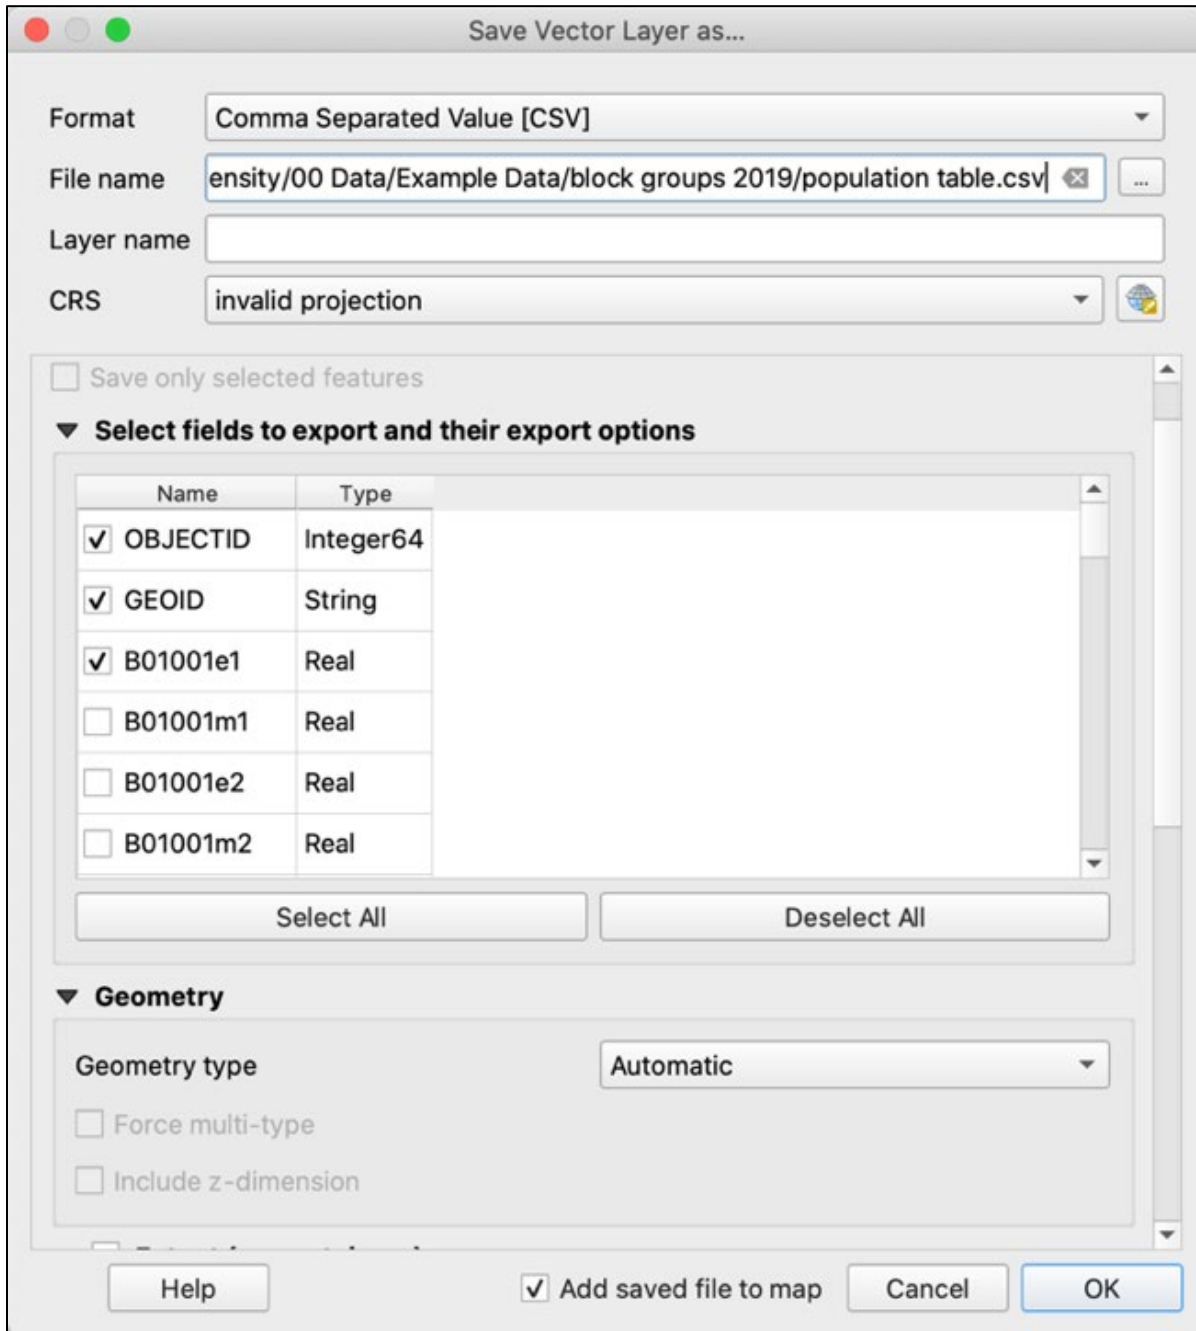 Save Vector Layer as...
Format Comma Separated Value [CSV]
File name ensity/00 Data/Example Data/block groups 2019/population table.csv ...
Layer name
CRS invalid projection
Save only selected features
Select fields to export and their export options
Name Type
OBJECTID Integer64
GEOID String
B01001e1 Real
B01001m1 Real
B01001e2 Real
B01001m2 Real
Select All Deselect All
Geometry
Geometry type Automatic
Force multi-type
Include z-dimension
Help Add saved file to map Cancel OK